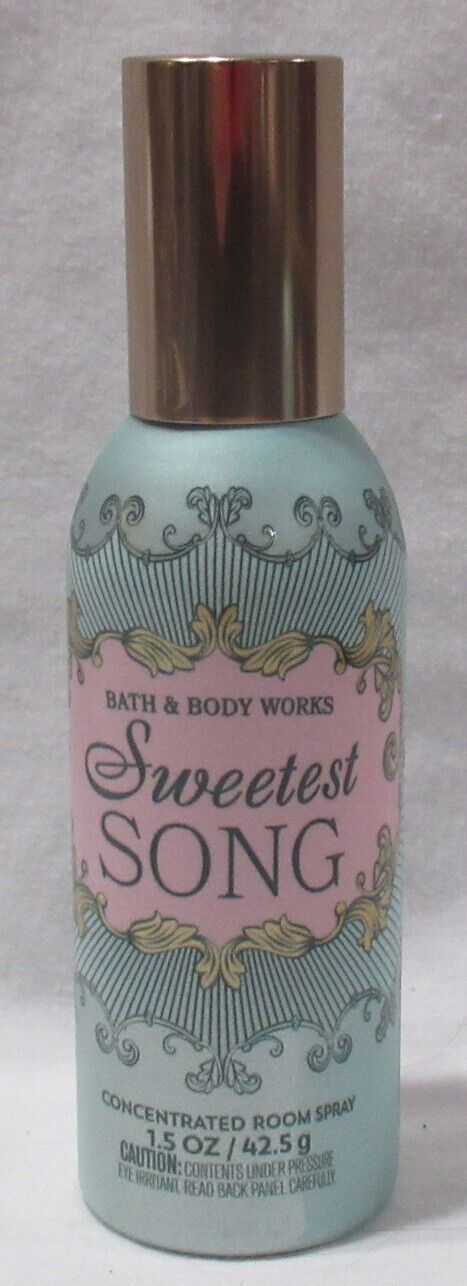 BATH & BODY WORKS
Sweetest
SONG
CONCENTRATED ROOM SPRAY
1.5 OZ / 42.5 g
CAUTION: CONTENTS UNDER PRESSURE
EYE IRRITANT READ BACK PANEL CAREFULLY